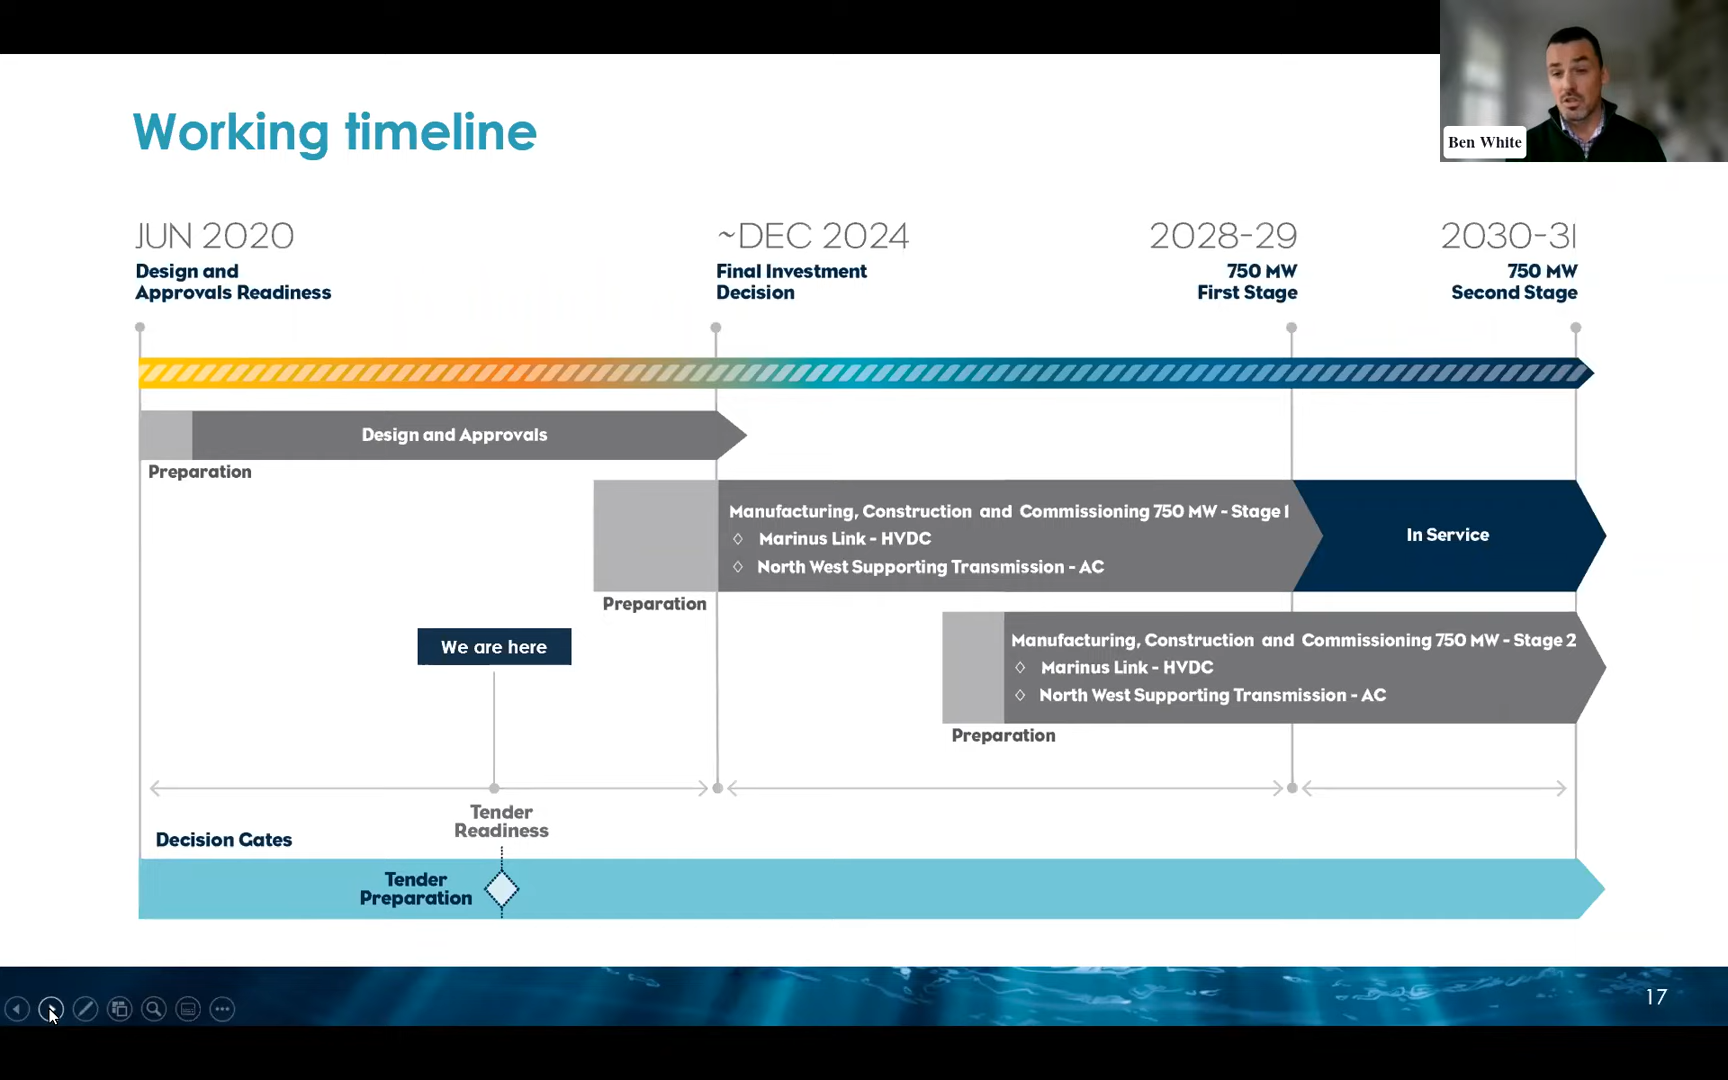 Ben White
Working timeline
JUN 2020
Design and
Approvals Readiness
~DEC 2024
Final Investment
Decision
2028-29
750 MW
First Stage
2030-31
750 MW
Second Stage
Design and Approvals
Preparation
Manufacturing, Construction and Commissioning 750 MW - Stage 1
◇ Marinus Link - HVDC
◇ North West Supporting Transmission - AC
In Service
Preparation
Manufacturing, Construction and Commissioning 750 MW - Stage 2
◇ Marinus Link - HVDC
◇ North West Supporting Transmission - AC
Preparation
We are here
Tender
Readiness
Decision Gates
Tender
Preparation
17